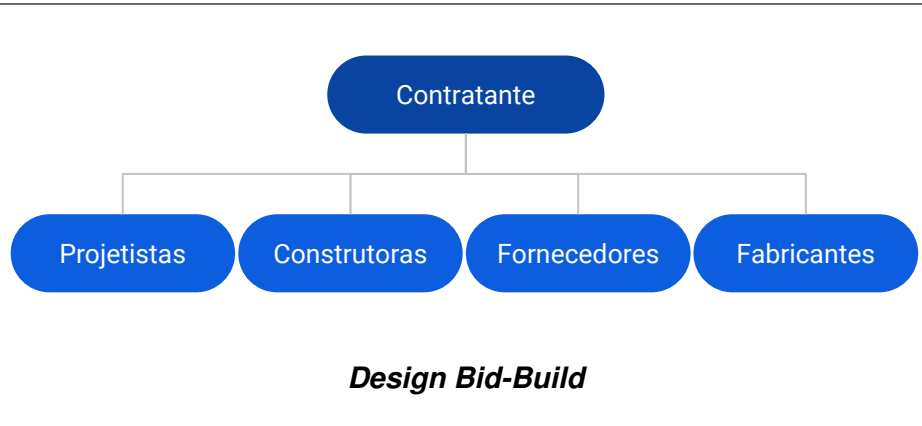 Contratante
Projetistas Construtoras Fornecedores Fabricantes
Design Bid-Build